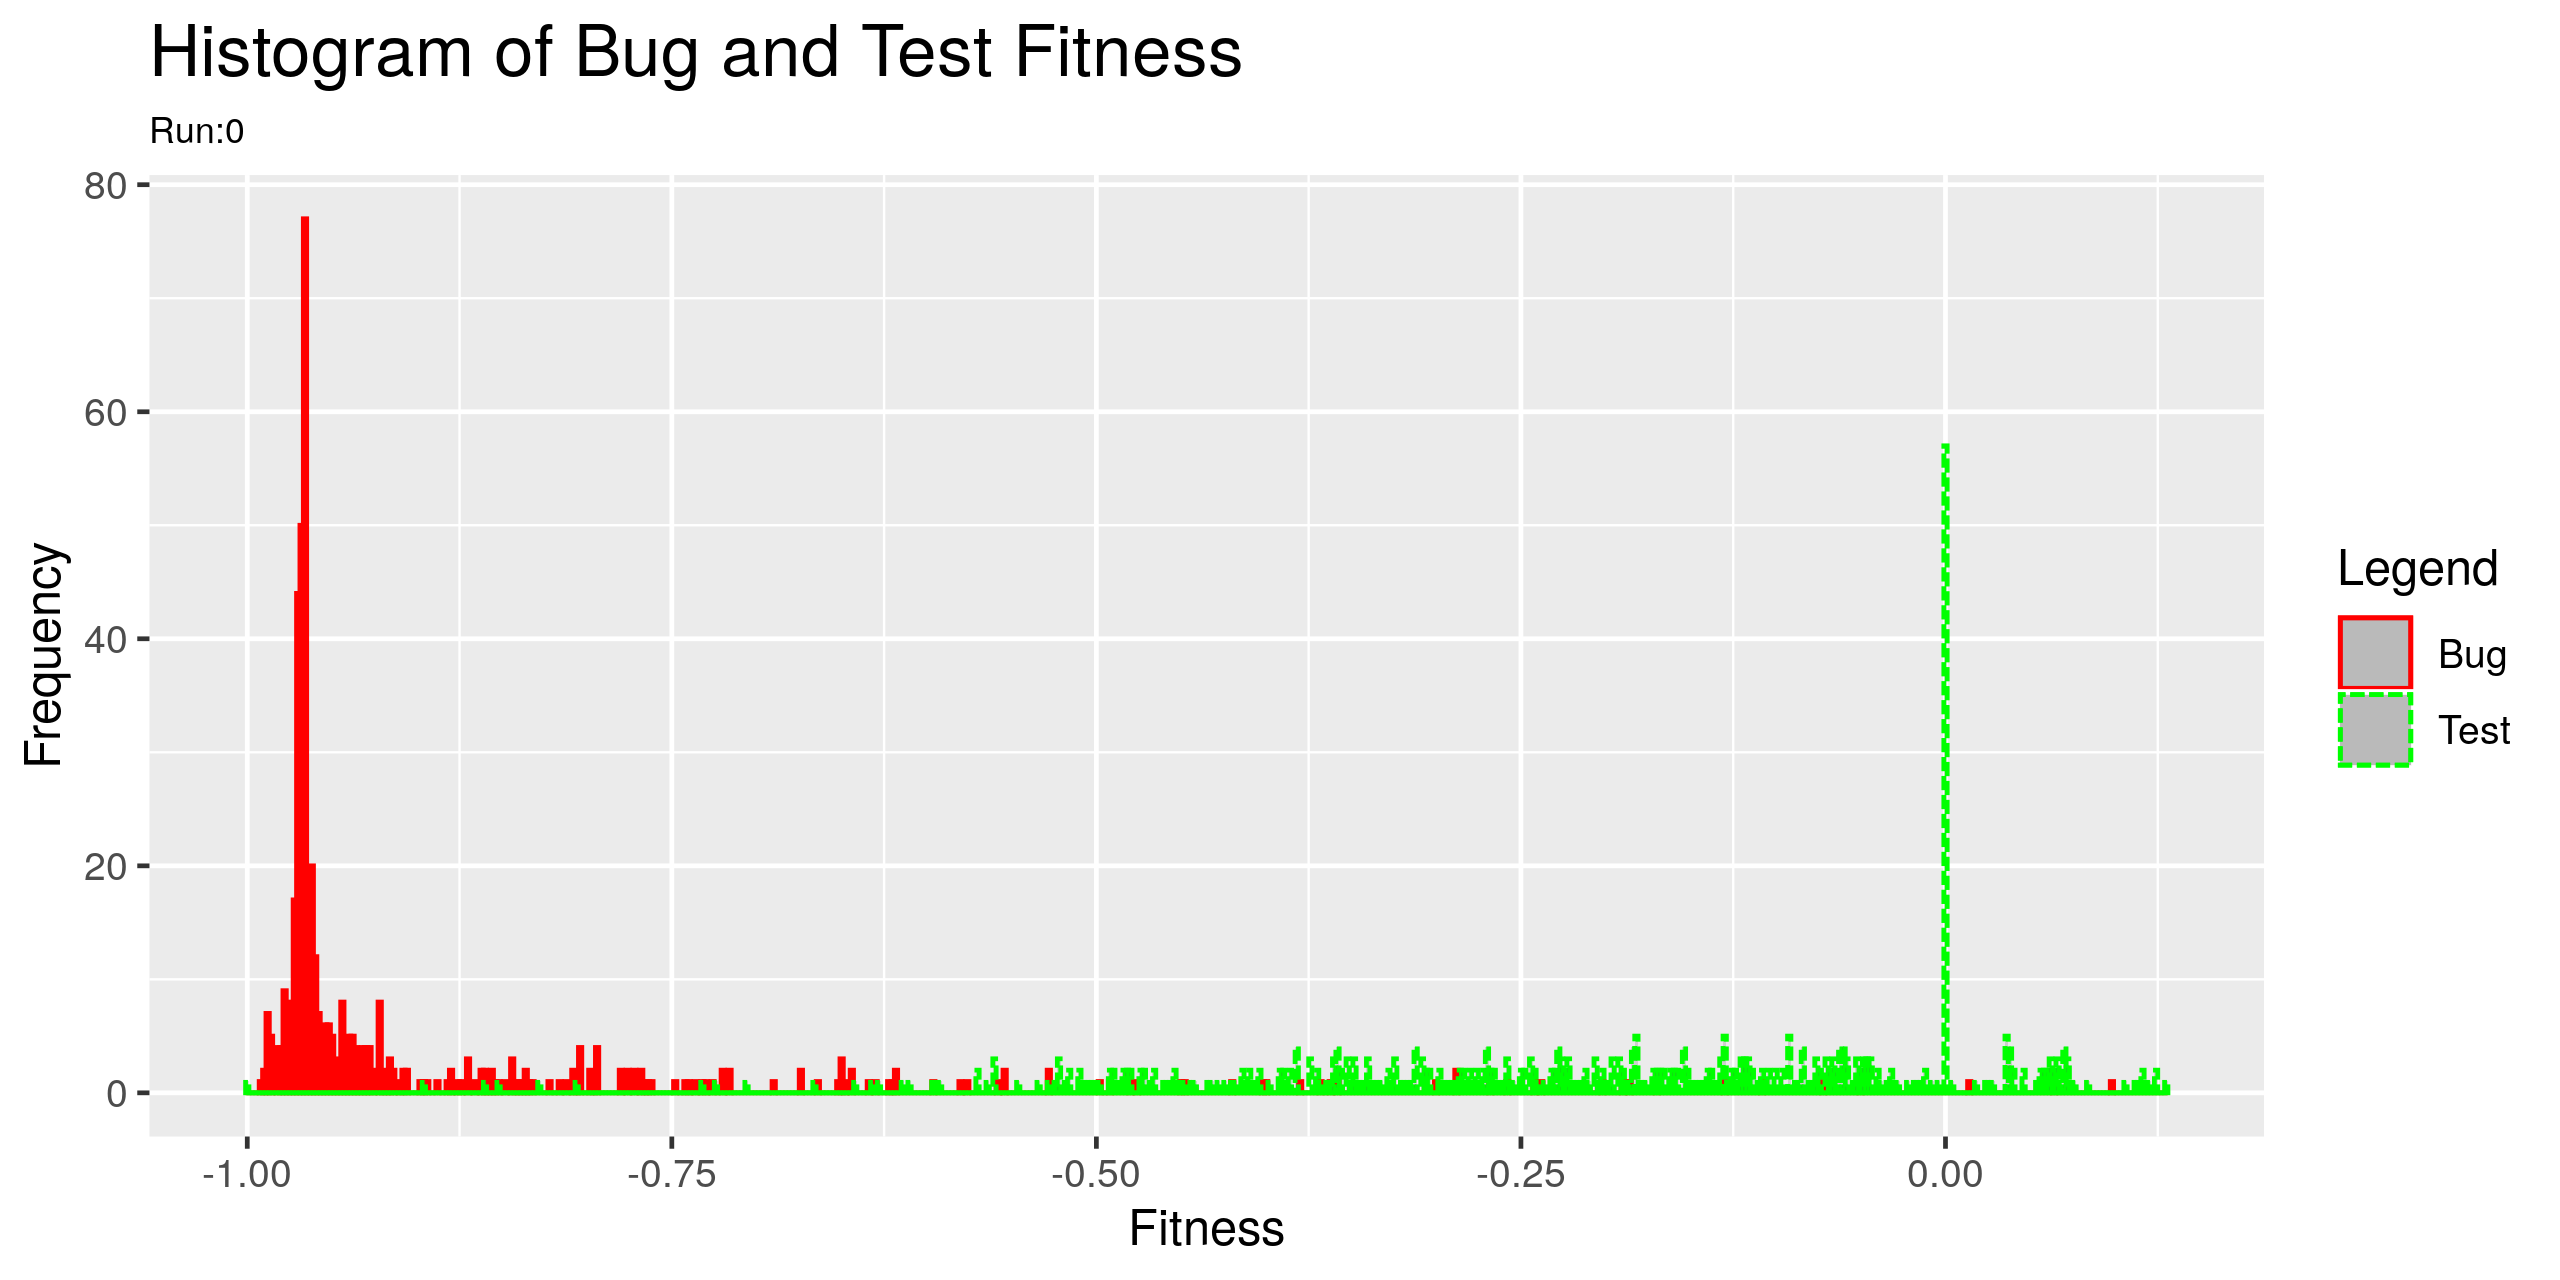 Histogram of Bug and Test Fitness
Run:0
80
60
40
20
0
Frequency
-1.00
-0.75
-0.50
-0.25
0.00
Fitness
Legend
Bug
Test